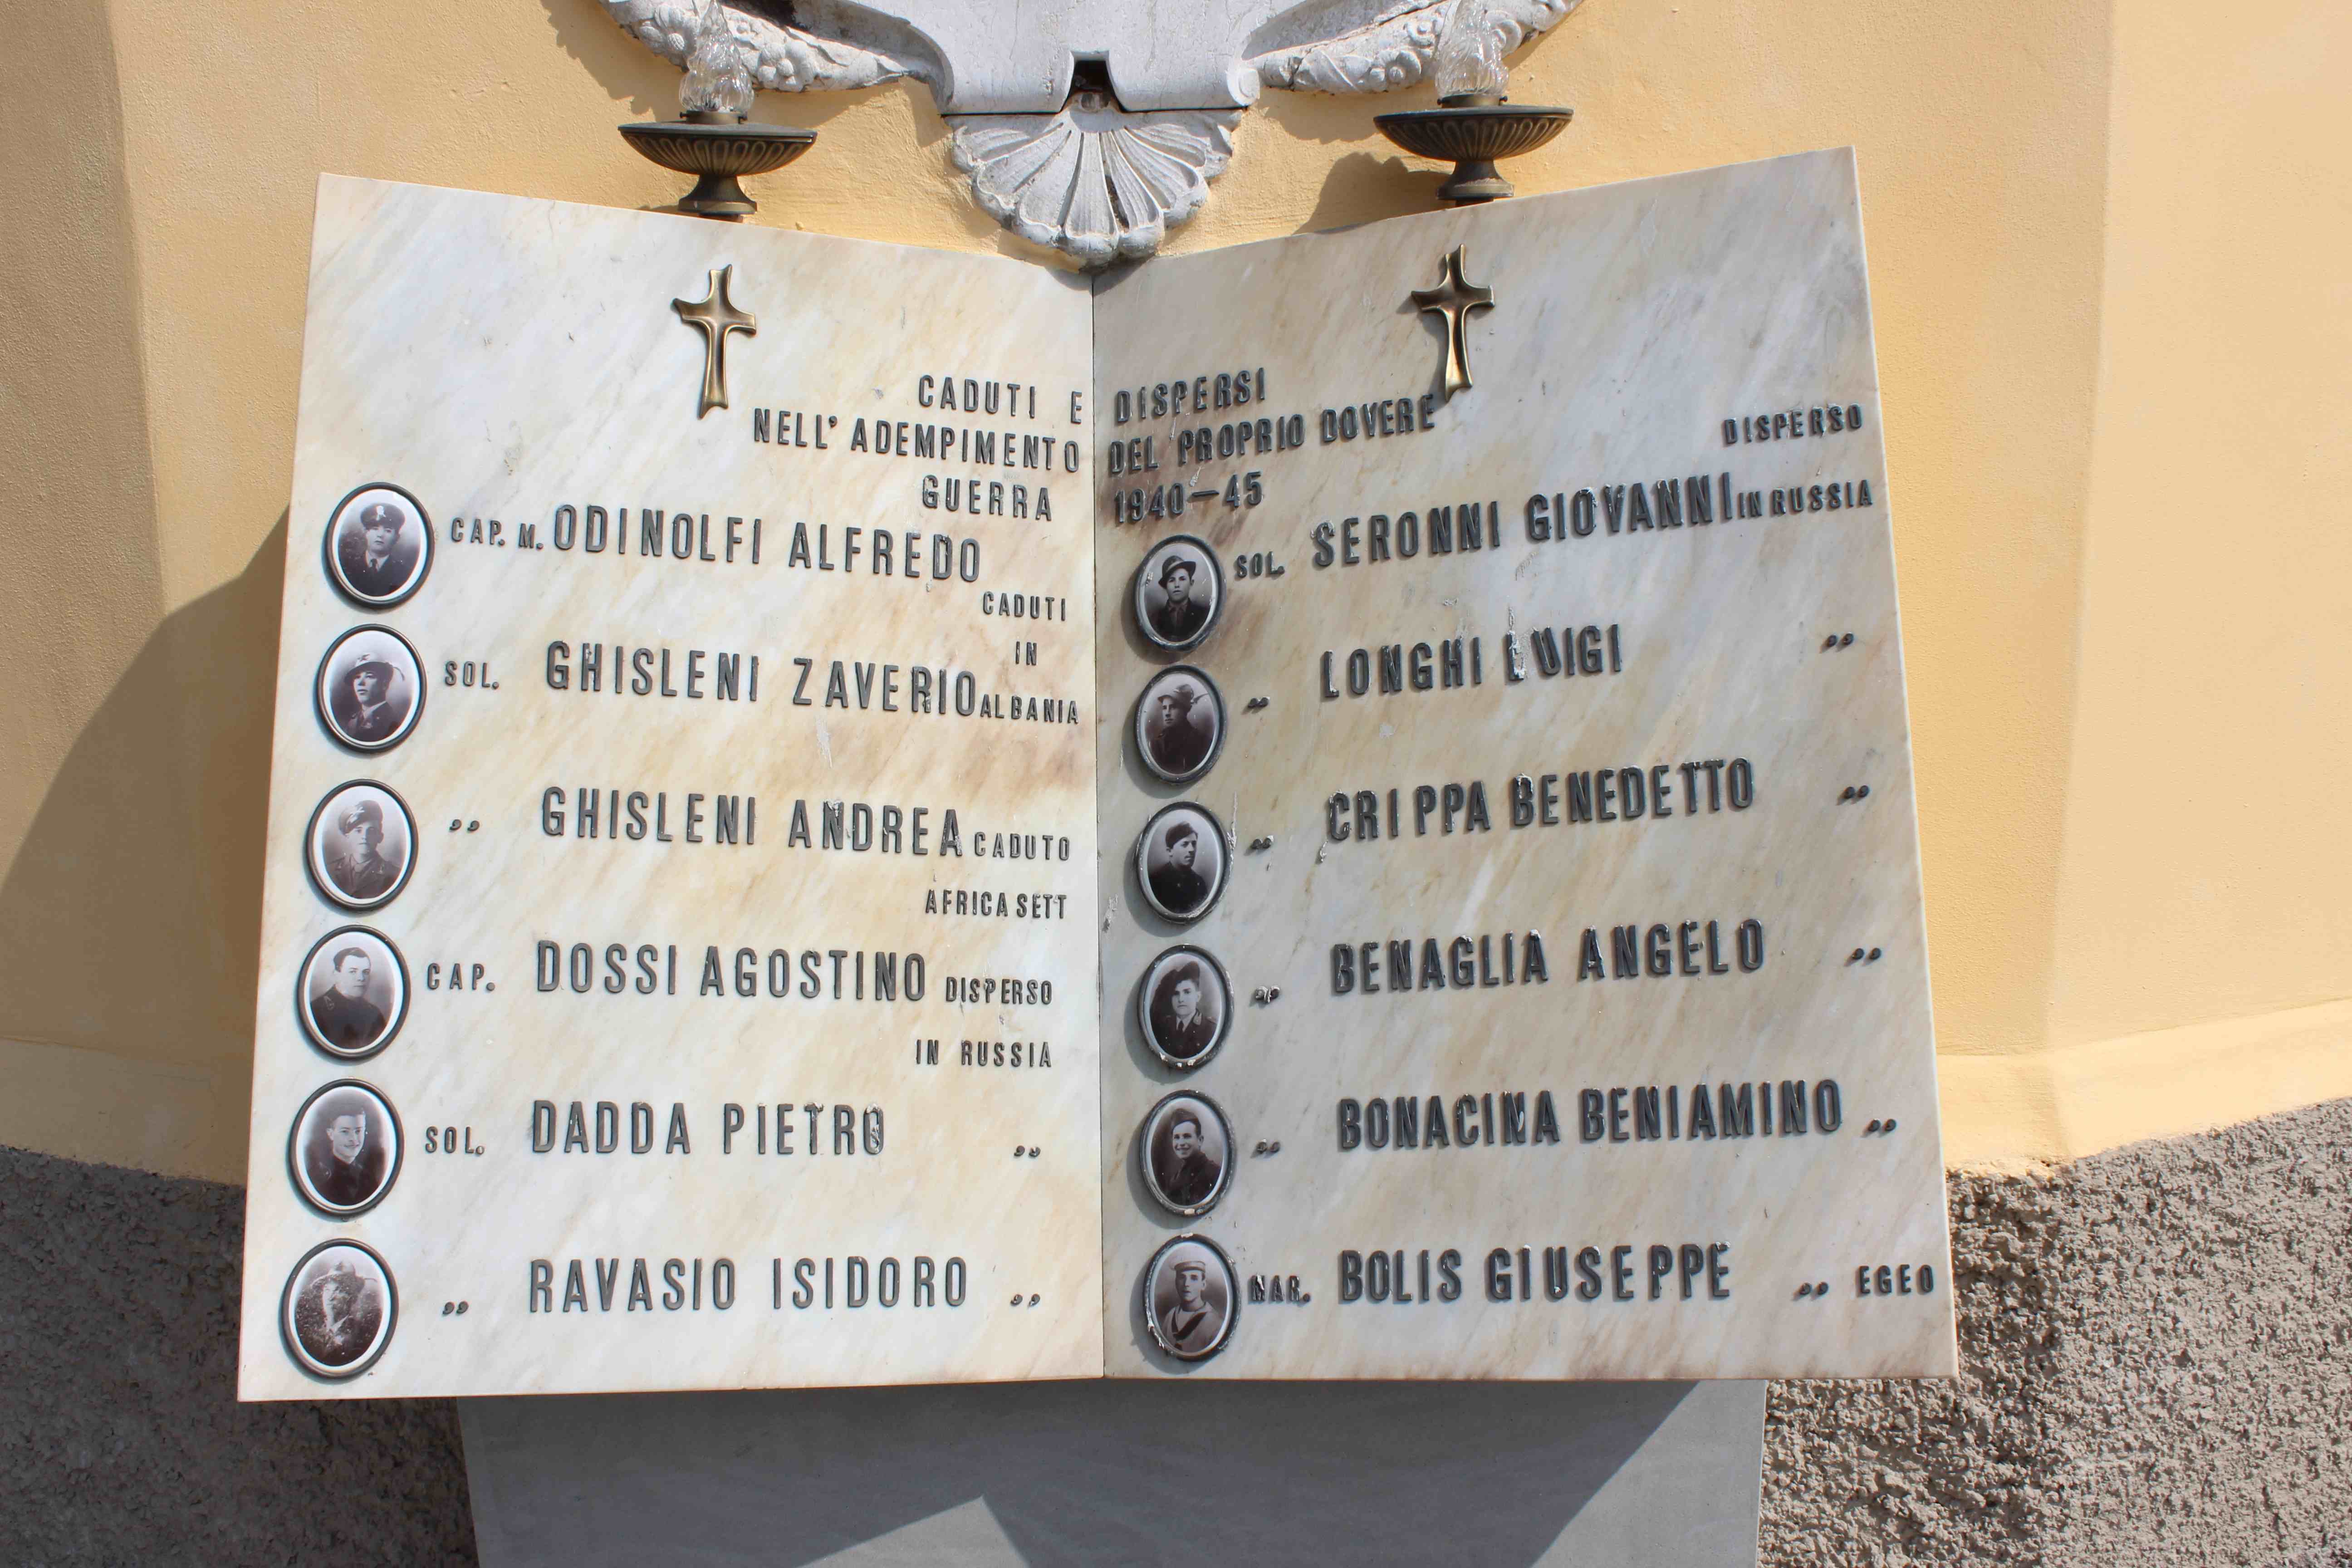 CADUTI E DISPERSI
NELL' ADEMPIMENTO DEL PROPRIO DOVERE
GUERRA 1940-45
CAP. M. ODINOLFI ALFREDO
CADUTI
IN
SOL. GHISLENI ZAVERIO ALBANIA
,, GHISLENI ANDREA CADUTO
AFRICA SETT
CAP. DOSSI AGOSTINO DISPERSO
IN RUSSIA
SOL. DADDA PIETRO ,,
,, RAVASIO ISIDORO ,,
DISPERSO
SOL. SERONNI GIOVANNI IN RUSSIA
,, LONGHI LUIGI ,,
,, CRIPPA BENEDETTO ,,
,, BENAGLIA ANGELO ,,
,, BONACINA BENIAMINO ,,
MAR. BOLIS GIUSEPPE ,, EGEO